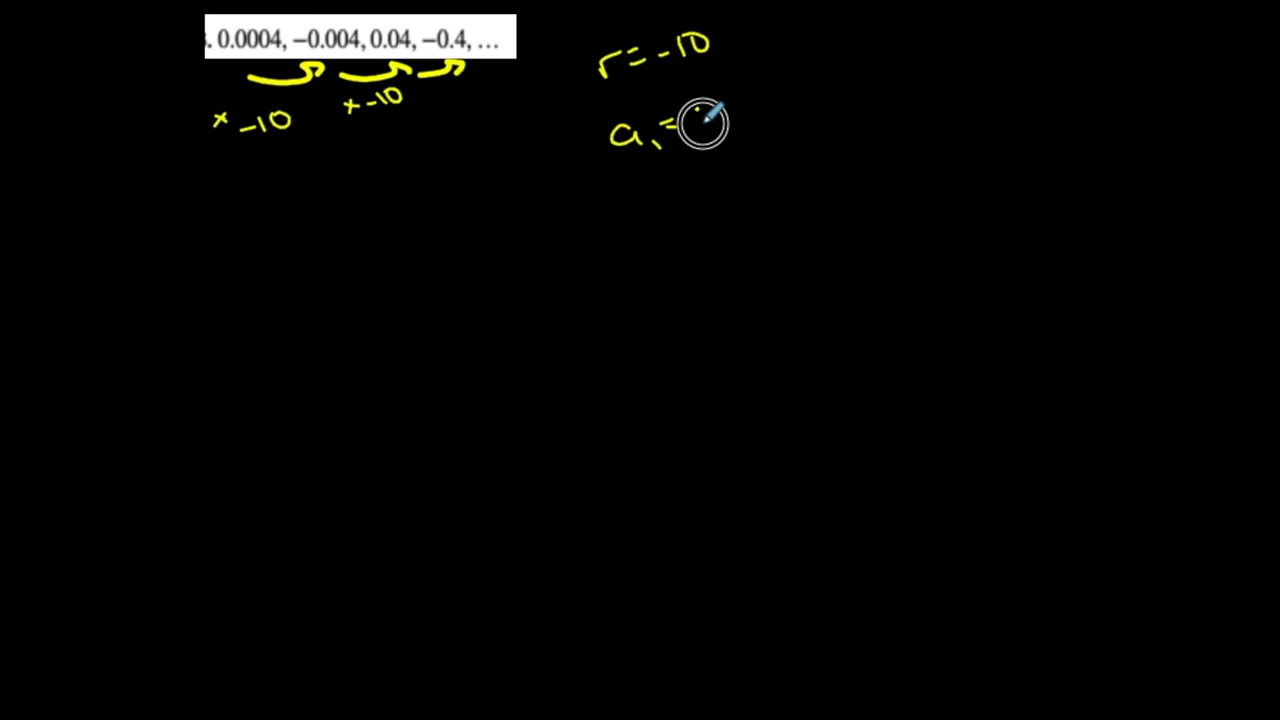 . 0.0004, −0.004, 0.04, −0.4, …
r = -10
x -10
x -10
a₁ =